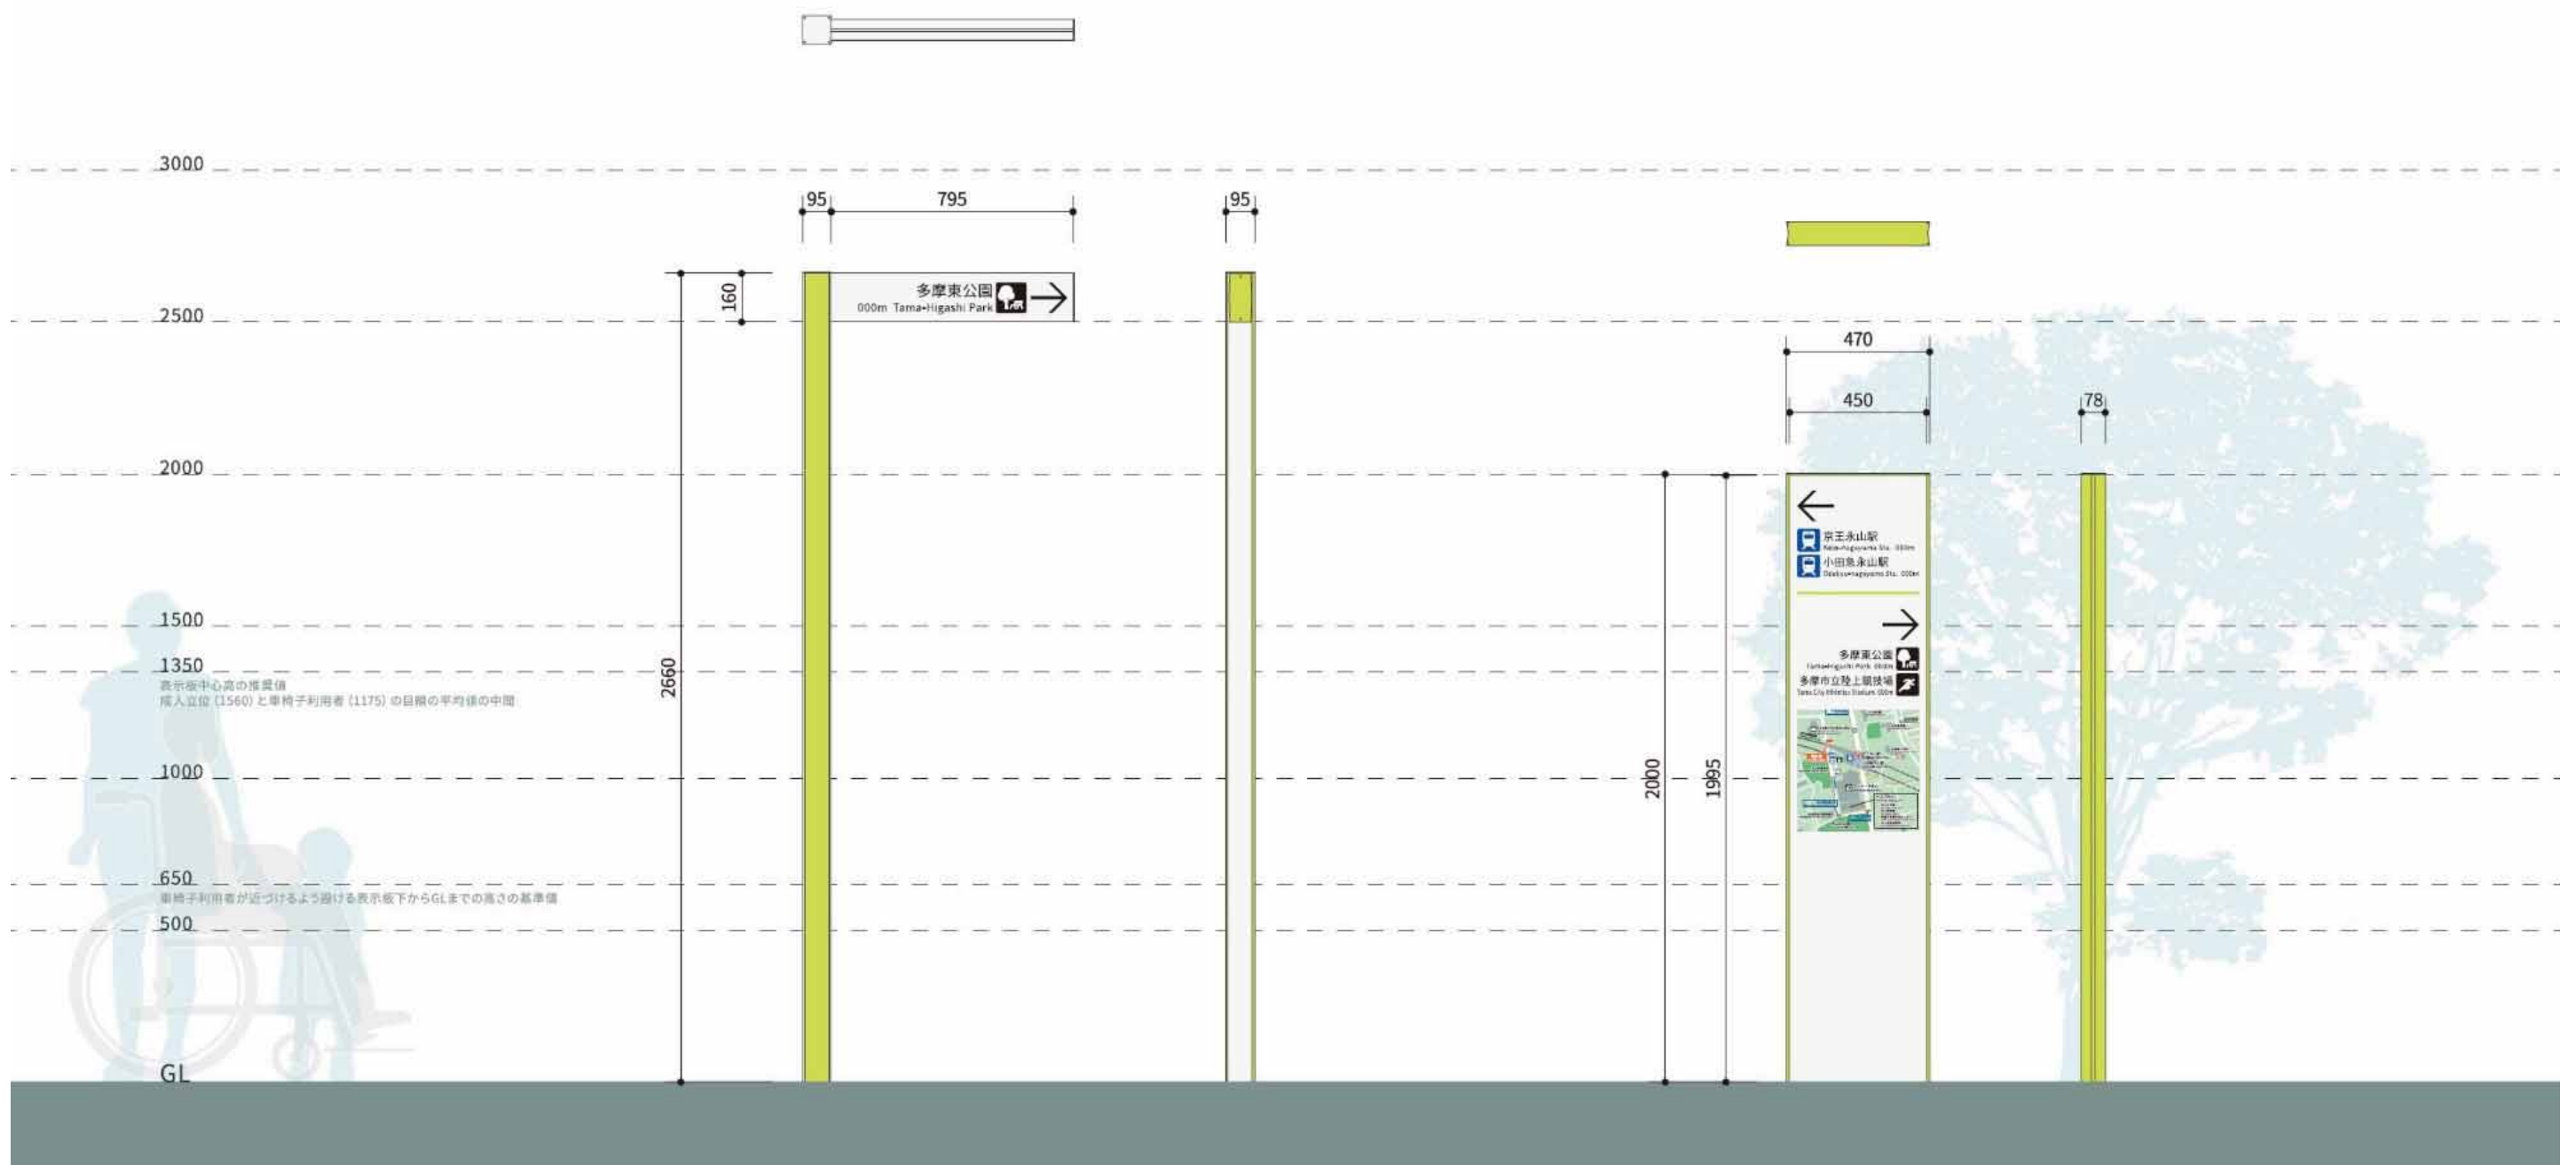 3000
95
795
95
160
多摩東公園
000m Tama-Higashi Park
2500
470
450
78
2000
京王永山駅
小田急永山駅
1500
1350
表示板中心高の推奨値
成人立位（1560）と車椅子利用者（1175）の目線の平均値の中間
2660
多摩東公園
Tama-Higashi Park 000m
多摩市立陸上競技場
2000
1995
1000
650
車椅子利用者が近づけるよう設ける表示板下からGLまでの高さの基準値
500
GL